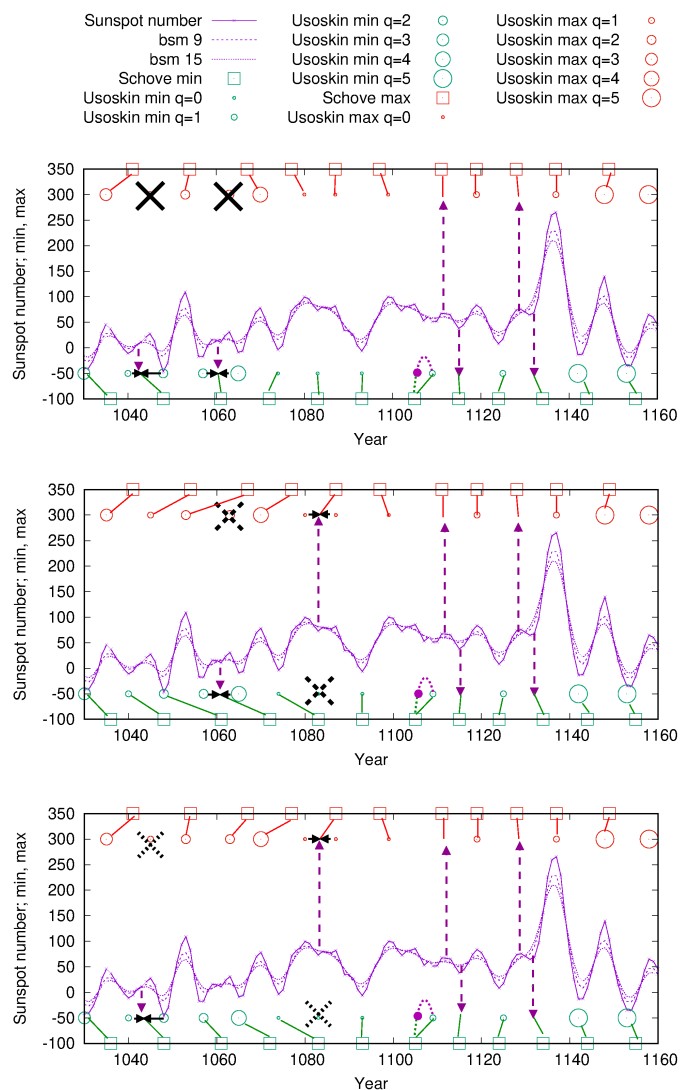 Sunspot number Usoskin min q=2 Usoskin max q=1
bsm 9 Usoskin min q=3 Usoskin max q=2
bsm 15 Usoskin min q=4 Usoskin max q=3
Schove min Usoskin min q=5 Usoskin max q=4
Usoskin min q=0 Schove max Usoskin max q=5
Usoskin min q=1 Usoskin max q=0
Sunspot number; min, max
350
300
250
200
150
100
50
0
-50
-100
1040 1060 1080 1100 1120 1140 1160
Year
Sunspot number; min, max
350
300
250
200
150
100
50
0
-50
-100
1040 1060 1080 1100 1120 1140 1160
Year
Sunspot number; min, max
350
300
250
200
150
100
50
0
-50
-100
1040 1060 1080 1100 1120 1140 1160
Year